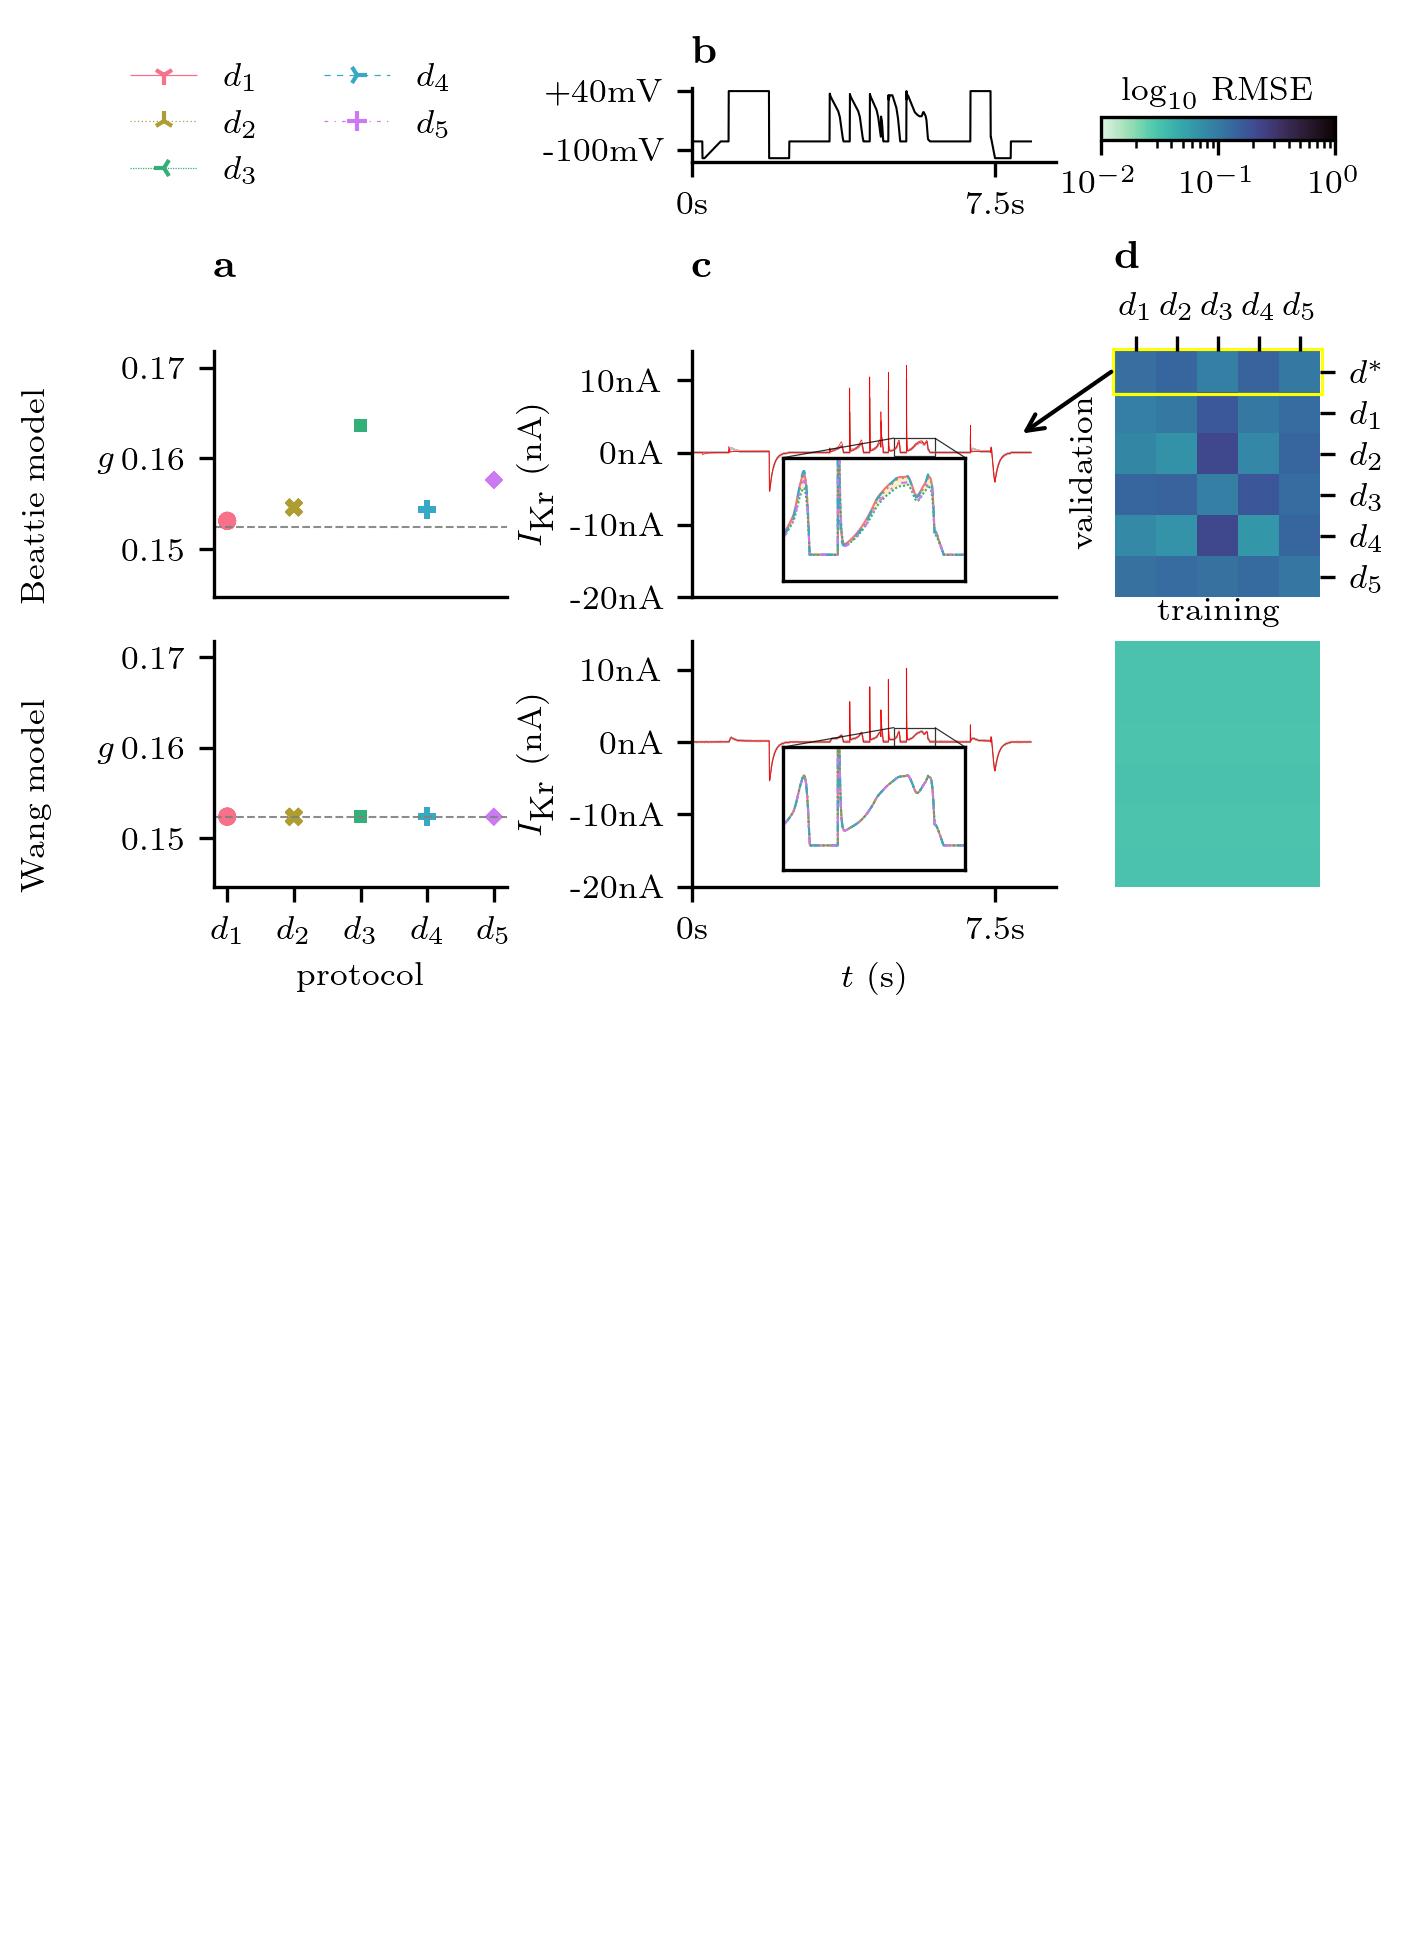 d1
d2
d3
d4
d5
b
+40mV
-100mV
0s 7.5s
log10 RMSE
10−2 10−1 100
a
0.17
g 0.16
0.15
Beattie model
0.17
g 0.16
0.15
Wang model
d1 d2 d3 d4 d5
protocol
c
10nA
0nA
-10nA
-20nA
IKr (nA)
10nA
0nA
-10nA
-20nA
IKr (nA)
0s 7.5s
t (s)
d
d1 d2 d3 d4 d5
d*
d1
d2
d3
d4
d5
validation
training